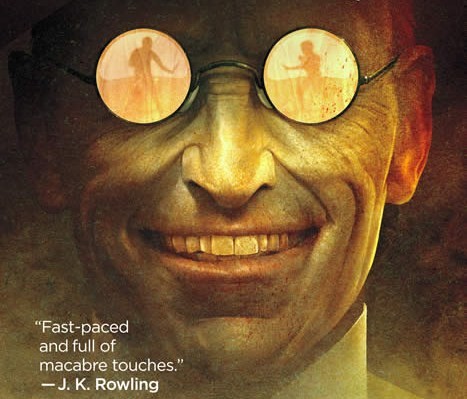 “Fast-paced
and full of
macabre touches.”
—J. K. Rowling